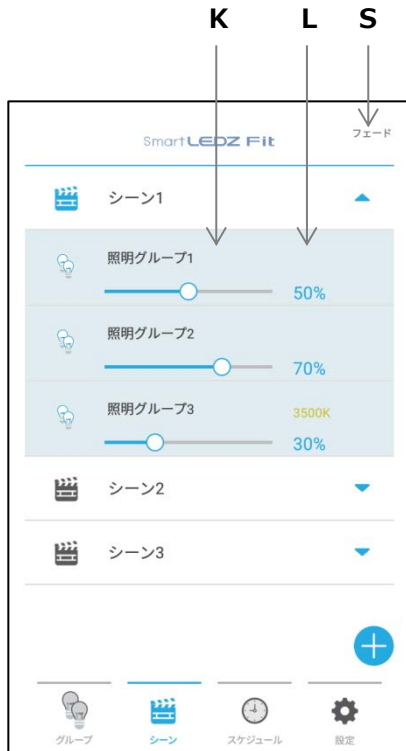 K L S
Smart LEDZ Fit フェード
シーン1
照明グループ1
50%
照明グループ2
70%
照明グループ3 3500K
30%
シーン2
シーン3
グループ シーン スケジュール 設定